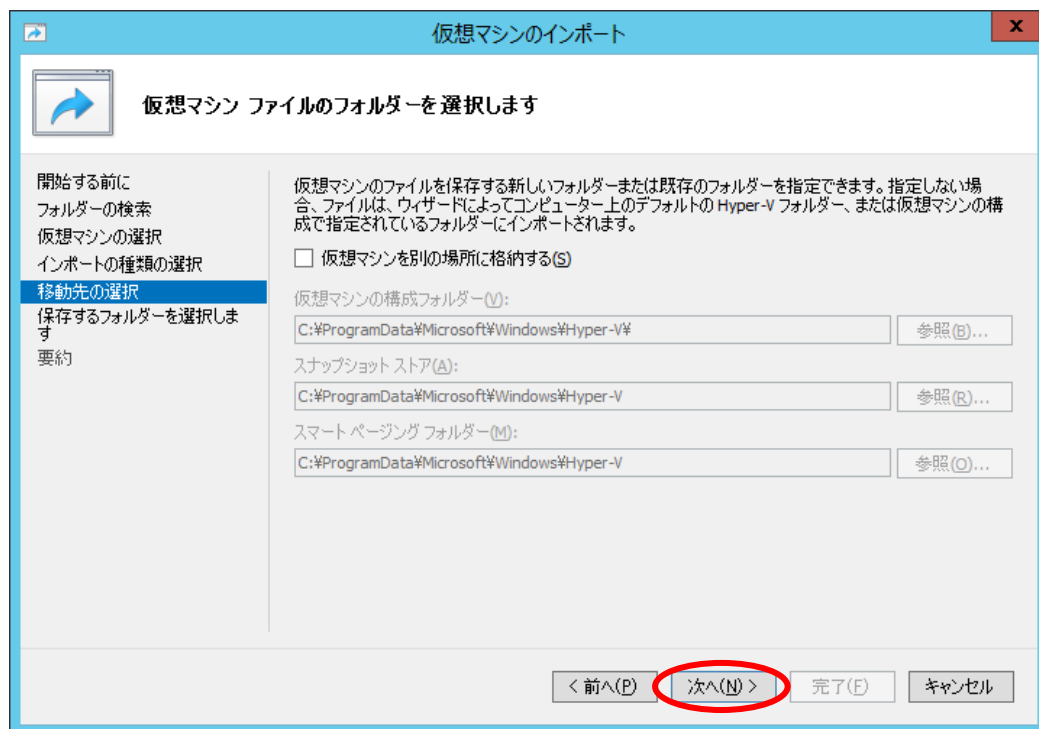 仮想マシンのインポート
x
仮想マシン ファイルのフォルダーを選択します
開始する前に
フォルダーの検索
仮想マシンの選択
インポートの種類の選択
移動先の選択
保存するフォルダーを選択しま
す
要約
仮想マシンのファイルを保存する新しいフォルダーまたは既存のフォルダーを指定できます。指定しない場
合、ファイルは、ウィザードによってコンピューター上のデフォルトの Hyper-V フォルダー、または仮想マシンの構
成で指定されているフォルダーにインポートされます。
仮想マシンを別の場所に格納する(S)
仮想マシンの構成フォルダー(V):
C:¥ProgramData¥Microsoft¥Windows¥Hyper-V¥
参照(B)...
スナップショット ストア(A):
C:¥ProgramData¥Microsoft¥Windows¥Hyper-V
参照(R)...
スマート ページング フォルダー(M):
C:¥ProgramData¥Microsoft¥Windows¥Hyper-V
参照(O)...
< 前へ(P)
次へ(N) >
完了(F)
キャンセル